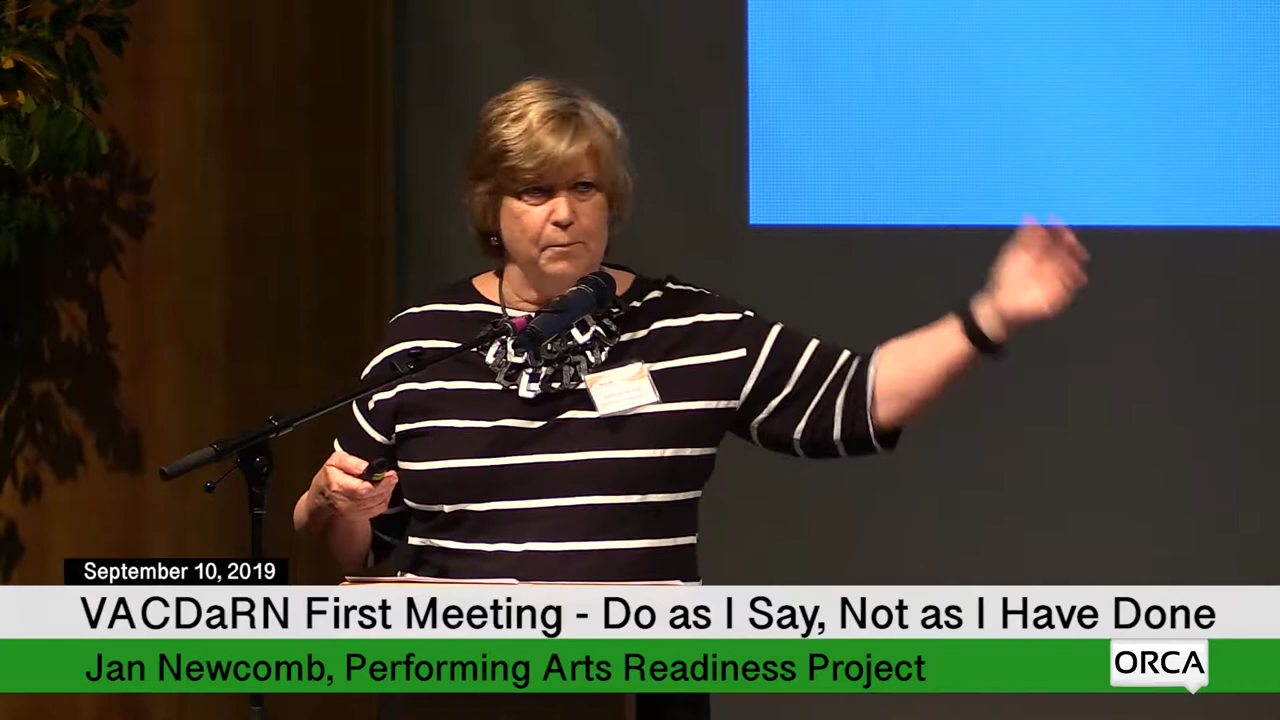 September 10, 2019
VACDaRN First Meeting - Do as I Say, Not as I Have Done
Jan Newcomb, Performing Arts Readiness Project
ORCA